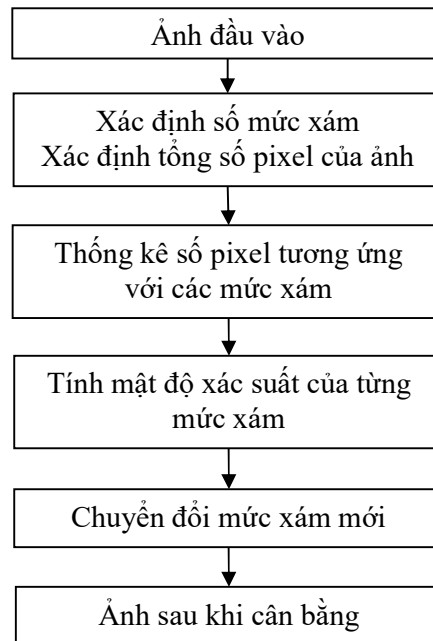 Ảnh đầu vào
Xác định số mức xám
Xác định tổng số pixel của ảnh
Thống kê số pixel tương ứng
với các mức xám
Tính mật độ xác suất của từng
mức xám
Chuyển đổi mức xám mới
Ảnh sau khi cân bằng